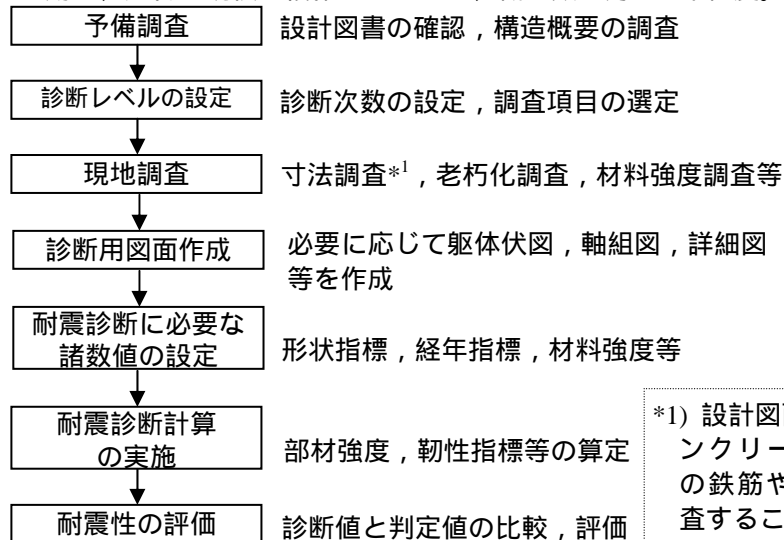 予備調査 設計図書の確認，構造概要の調査
診断レベルの設定 診断次数の設定，調査項目の選定
現地調査 寸法調査*1，老朽化調査，材料強度調査等
診断用図面作成 必要に応じて躯体伏図，軸組図，詳細図
等を作成
耐震診断に必要な
諸数値の設定
形状指標，経年指標，材料強度等
耐震診断計算
の実施
部材強度，靭性指標等の算定
耐震性の評価 診断値と判定値の比較，評価
*1) 設計図
ンクリー
の鉄筋や
査するこ